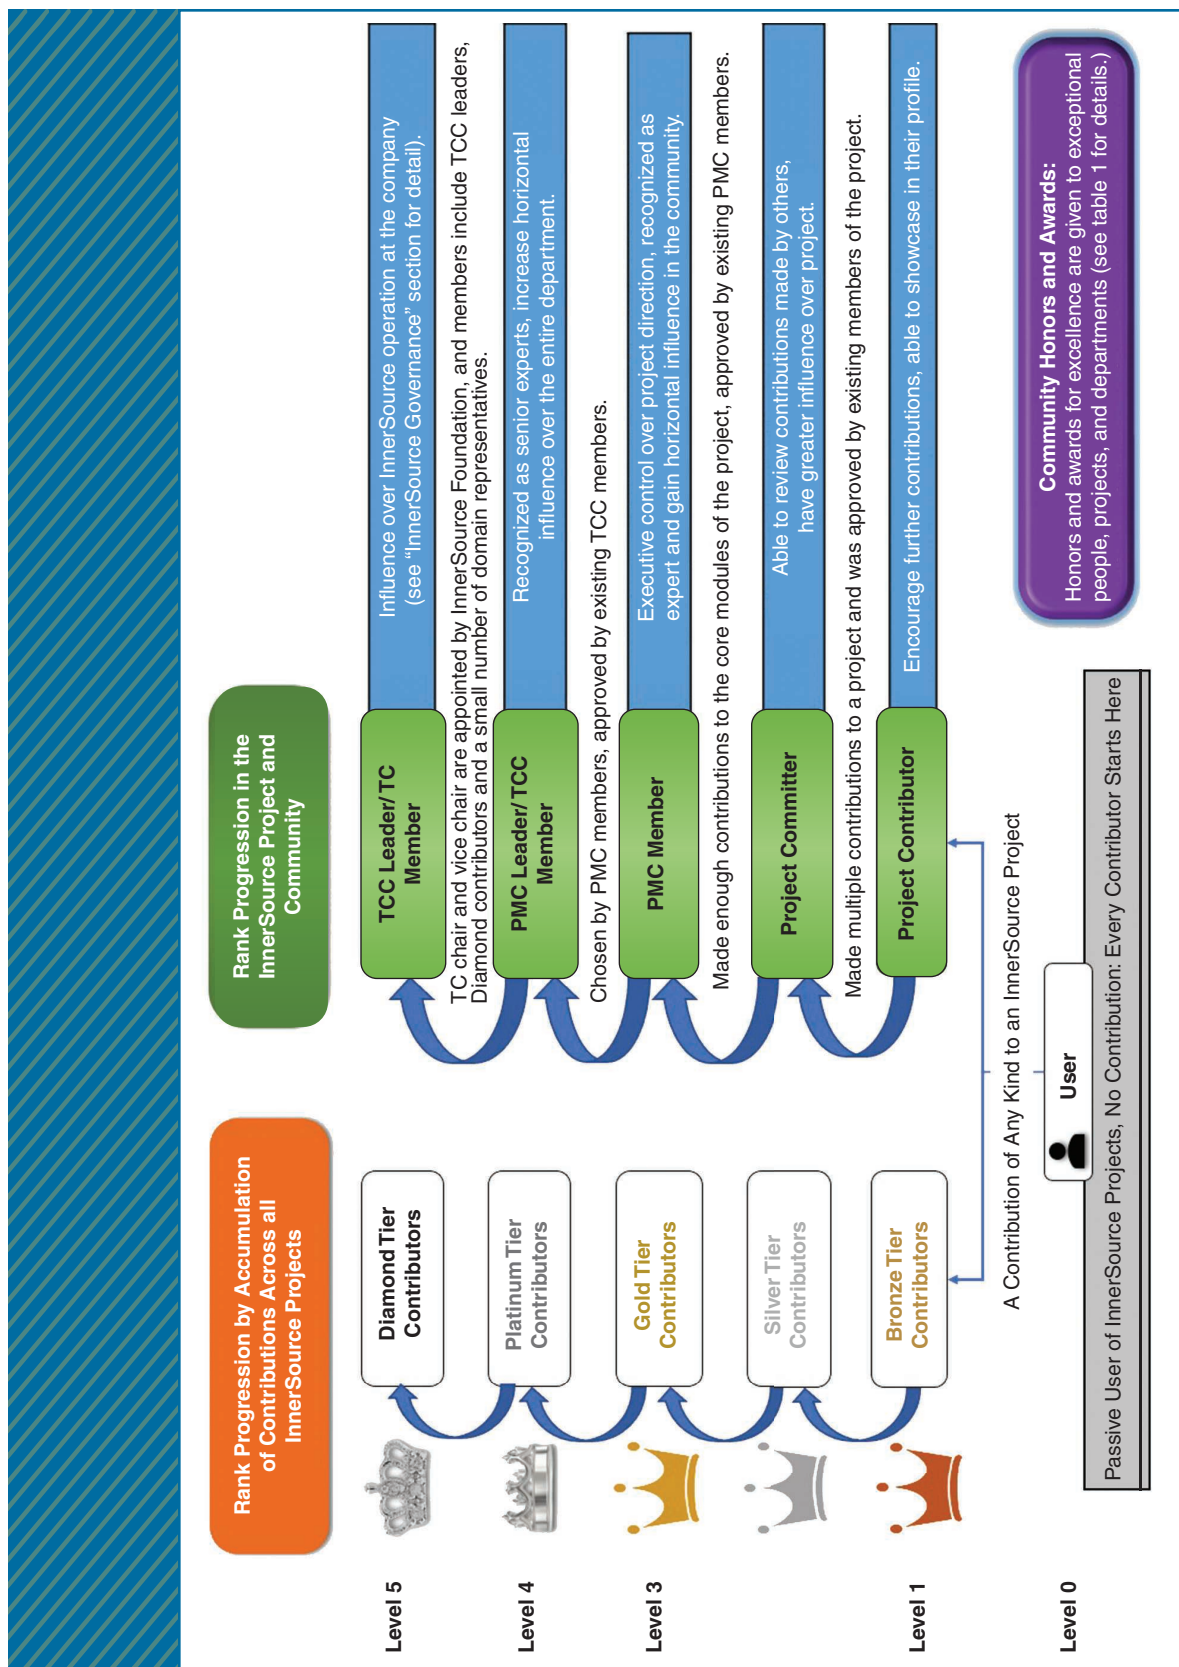 Rank Progression by Accumulation
of Contributions Across all
InnerSource Projects
Rank Progression in the
InnerSource Project and
Community
Level 5
Diamond Tier
Contributors
TCC Leader/TC
Member
Influence over InnerSource operation at the company
(see “InnerSource Governance” section for detail).
TC chair and vice chair are appointed by InnerSource Foundation, and members include TCC leaders,
Diamond contributors and a small number of domain representatives.
Level 4
Platinum Tier
Contributors
PMC Leader/TCC
Member
Recognized as senior experts, increase horizontal
influence over the entire department.
Chosen by PMC members, approved by existing TCC members.
Level 3
Gold Tier
Contributors
PMC Member
Executive control over project direction, recognized as
expert and gain horizontal influence in the community.
Made enough contributions to the core modules of the project, approved by existing PMC members.
Silver Tier
Contributors
Project Committer
Able to review contributions made by others,
have greater influence over project.
Made multiple contributions to a project and was approved by existing members of the project.
Level 1
Bronze Tier
Contributors
Project Contributor
Encourage further contributions, able to showcase in their profile.
A Contribution of Any Kind to an InnerSource Project
Level 0
User
Passive User of InnerSource Projects, No Contribution: Every Contributor Starts Here
Community Honors and Awards:
Honors and awards for excellence are given to exceptional
people, projects, and departments (see table 1 for details.)